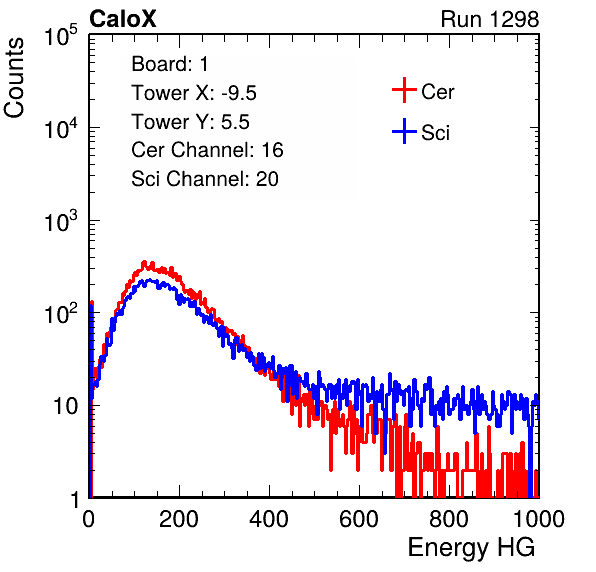 CaloX Run 1298
Counts
10^5
10^4
10^3
10^2
10
1
Board: 1
Tower X: -9.5
Tower Y: 5.5
Cer Channel: 16
Sci Channel: 20
Cer
Sci
0 200 400 600 800 1000
Energy HG